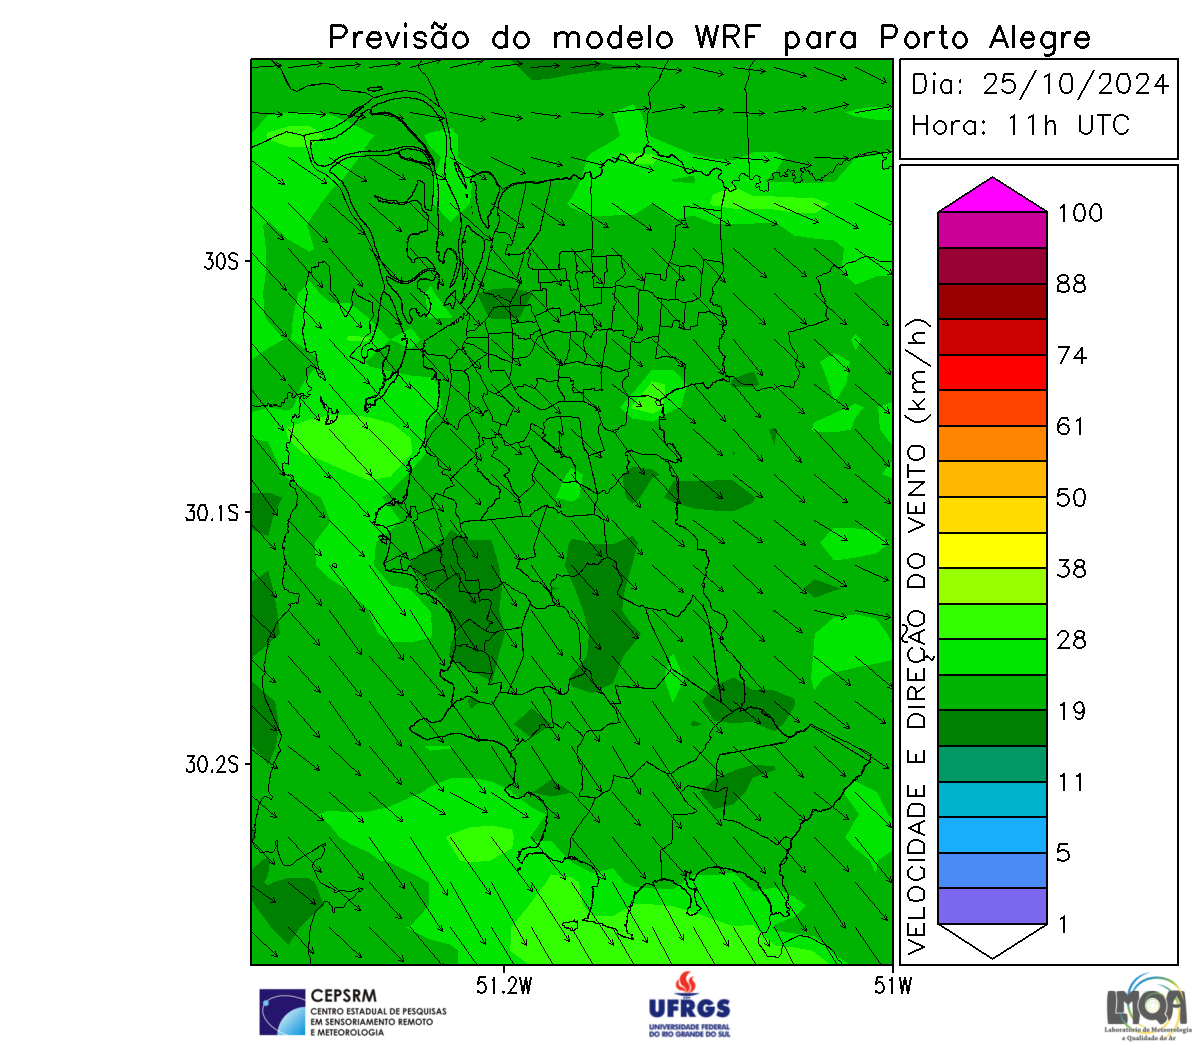 Previsão do modelo WRF para Porto Alegre
Dia: 25/10/2024
Hora: 11h UTC
30S
30.1S
30.2S
51.2W
51W
VELOCIDADE E DIREÇÃO DO VENTO (km/h)
100
88
74
61
50
38
28
19
11
5
1
CEPSRM
CENTRO ESTADUAL DE PESQUISAS
EM SENSORIAMENTO REMOTO
E METEOROLOGIA
UFRGS
UNIVERSIDADE FEDERAL
DO RIO GRANDE DO SUL
LMQA
Laboratório de Meteorologia
e Qualidade do Ar